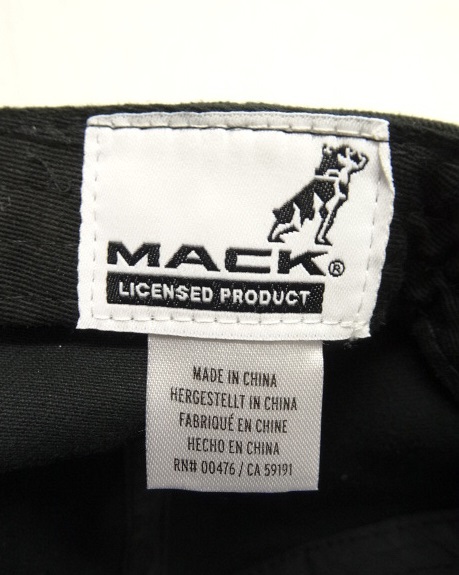 MACK®
LICENSED PRODUCT
MADE IN CHINA
HERGESTELLT IN CHINA
FABRIQUÉ EN CHINE
HECHO EN CHINA
RN# 00476 / CA 59191